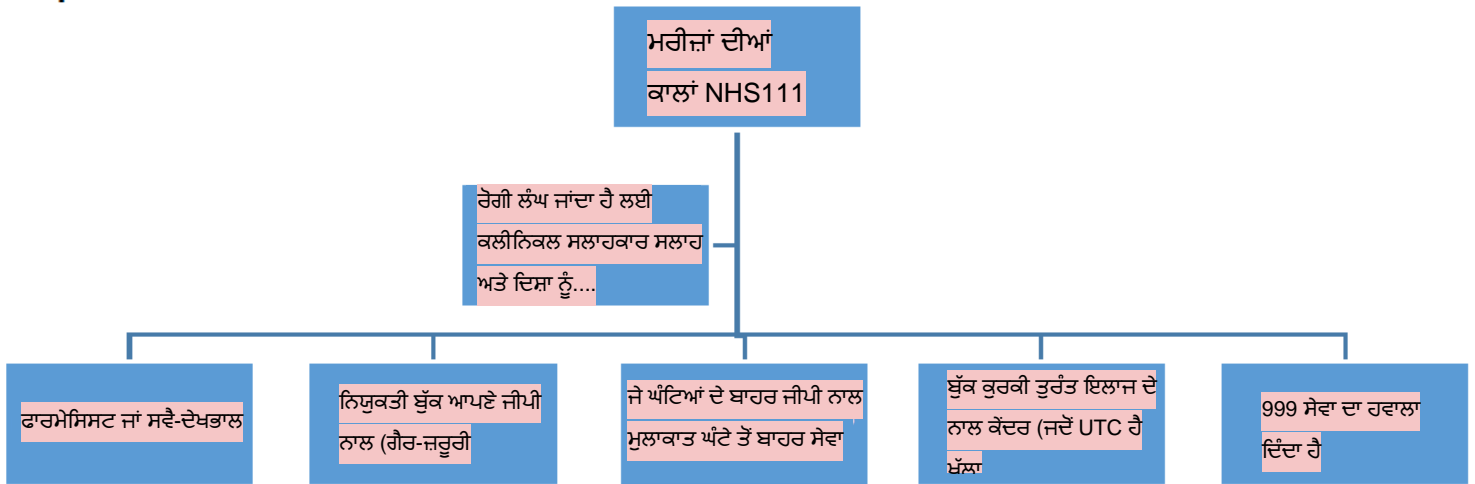 ਮਰੀਜ਼ਾਂ ਦੀਆਂ
ਕਾਲਾਂ NHS111
ਰੋਗੀ ਲੰਘ ਜਾਂਦਾ ਹੈ ਲਈ
ਕਲੀਨਿਕਲ ਸਲਾਹਕਾਰ ਸਲਾਹ
ਅਤੇ ਦਿਸ਼ਾ ਨੂੰ....
ਫਾਰਮੇਸਿਸਟ ਜਾਂ ਸਵੈ-ਦੇਖਭਾਲ
ਨਿਯੁਕਤੀ ਬੁੱਕ ਆਪਣੇ ਜੀਪੀ
ਨਾਲ (ਗੈਰ-ਜ਼ਰੂਰੀ
ਜੇ ਘੰਟਿਆਂ ਦੇ ਬਾਹਰ ਜੀਪੀ ਨਾਲ
ਮੁਲਾਕਾਤ ਘੰਟੇ ਤੋਂ ਬਾਹਰ ਸੇਵਾ
ਬੁੱਕ ਕੁਰਕੀ ਤੁਰੰਤ ਇਲਾਜ ਦੇ
ਨਾਲ ਕੇਂਦਰ (ਜਦੋਂ UTC ਹੈ
ਖੁੱਲਾ
999 ਸੇਵਾ ਦਾ ਹਵਾਲਾ
ਦਿੰਦਾ ਹੈ